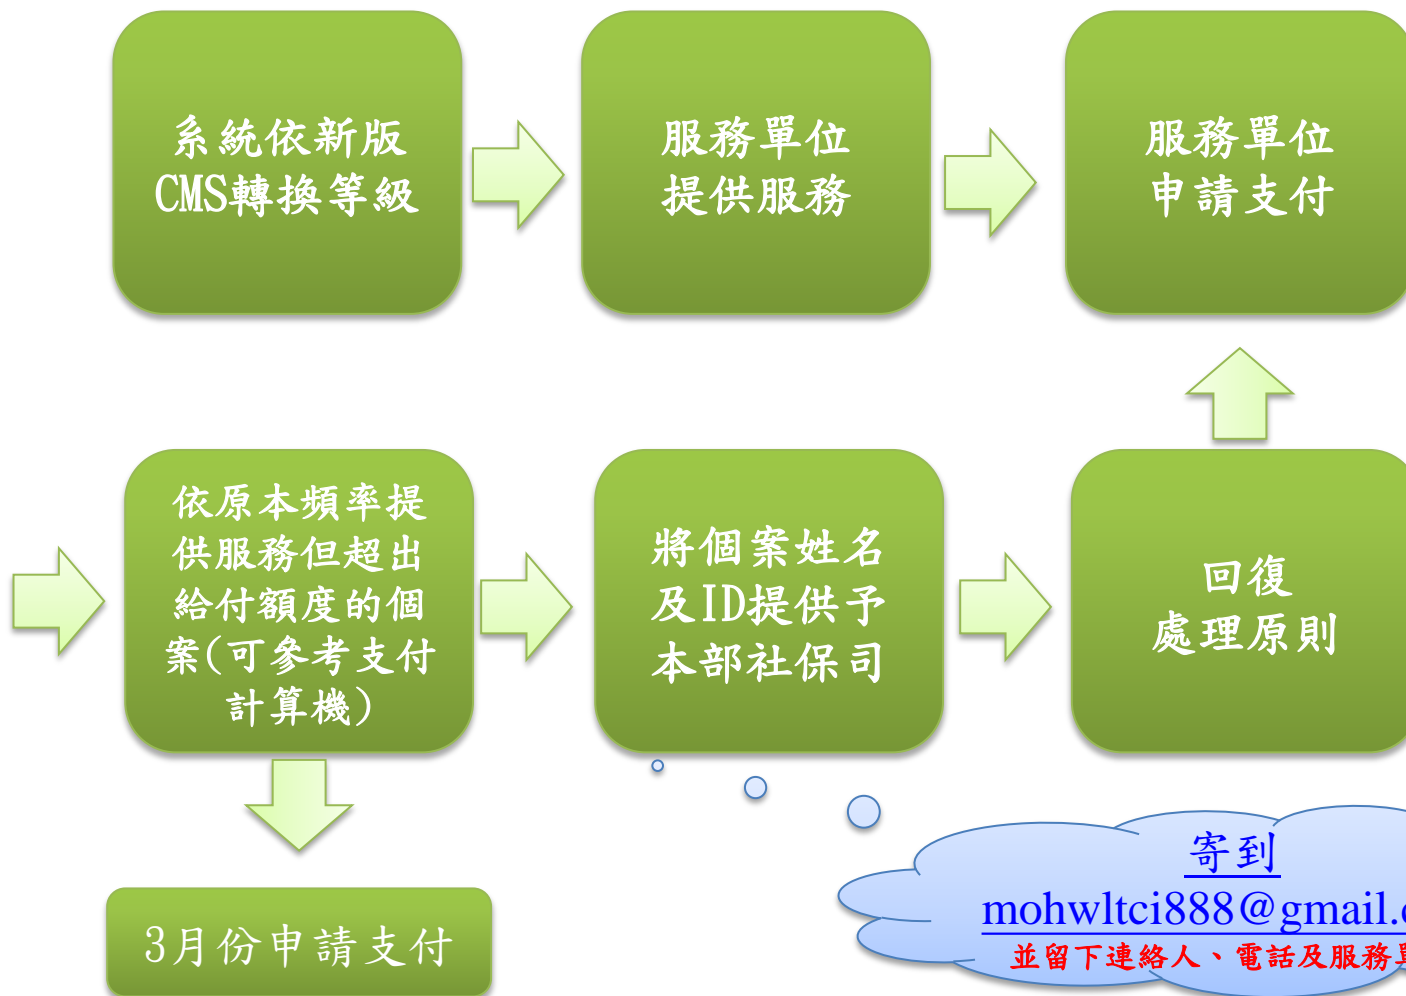 系統依新版
CMS轉換等級
服務單位
提供服務
服務單位
申請支付
依原本頻率提
供服務但超出
給付額度的個
案(可參考支付
計算機)
將個案姓名
及ID提供予
本部社保司
回復
處理原則
3月份申請支付
寄到
mohwltci888@gmail.
並留下連絡人、電話及服務